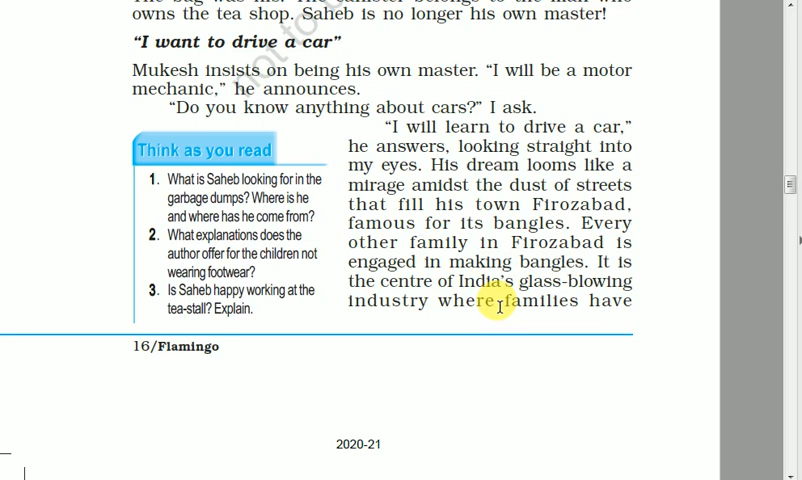 owns the tea shop. Saheb is no longer his own master!
“I want to drive a car”
Mukesh insists on being his own master. “I will be a motor
mechanic,” he announces.
“Do you know anything about cars?” I ask.
“I will learn to drive a car,”
he answers, looking straight into
my eyes. His dream looms like a
mirage amidst the dust of streets
that fill his town Firozabad,
famous for its bangles. Every
other family in Firozabad is
engaged in making bangles. It is
the centre of India’s glass-blowing
industry where families have
Think as you read
1. What is Saheb looking for in the
garbage dumps? Where is he
and where has he come from?
2. What explanations does the
author offer for the children not
wearing footwear?
3. Is Saheb happy working at the
tea-stall? Explain.
16/Flamingo
2020-21